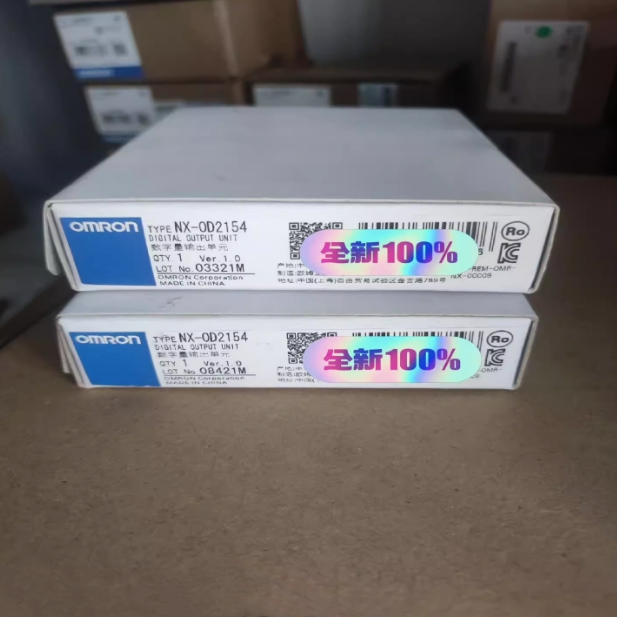 OMRON
TYPE NX-OD2154
DIGITAL OUTPUT UNIT
数字量输出单元
QTY 1 Ver.1.0
LOT No. 03321M
OMRON Corporation
MADE IN CHINA
全新100%
Ro
OMRON
TYPE NX-OD2154
DIGITAL OUTPUT UNIT
数字量输出单元
QTY 1 Ver.1.0
LOT No. 08421M
OMRON Corporation
MADE IN CHINA
全新100%
Ro